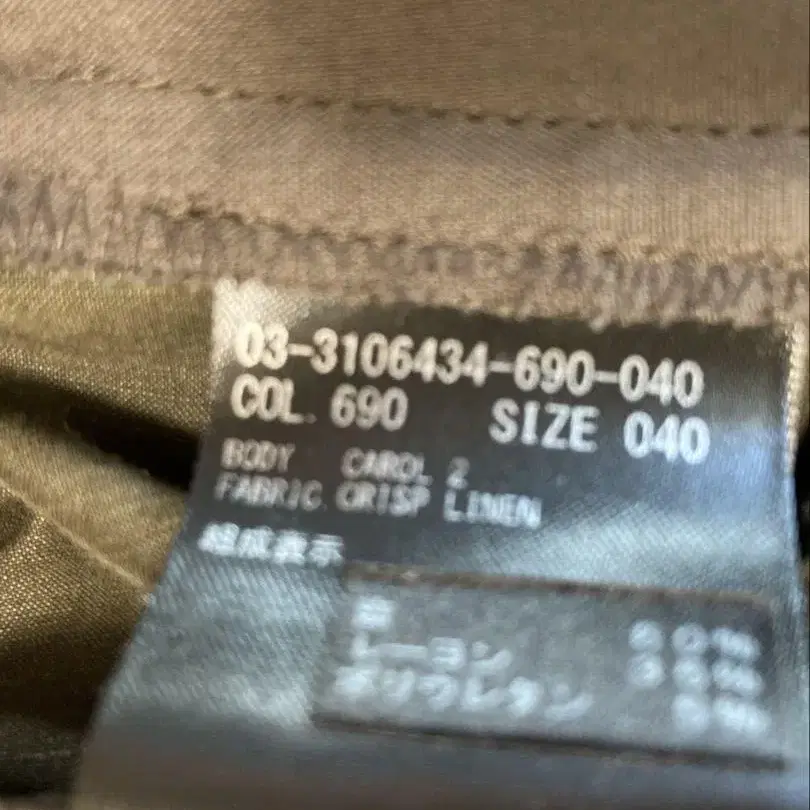 03-3106434-690-040
COL. 690 SIZE 040
BODY CAROL 2
FABRIC CRISP LINEN
組成表示
レーヨン
ポリウレタン